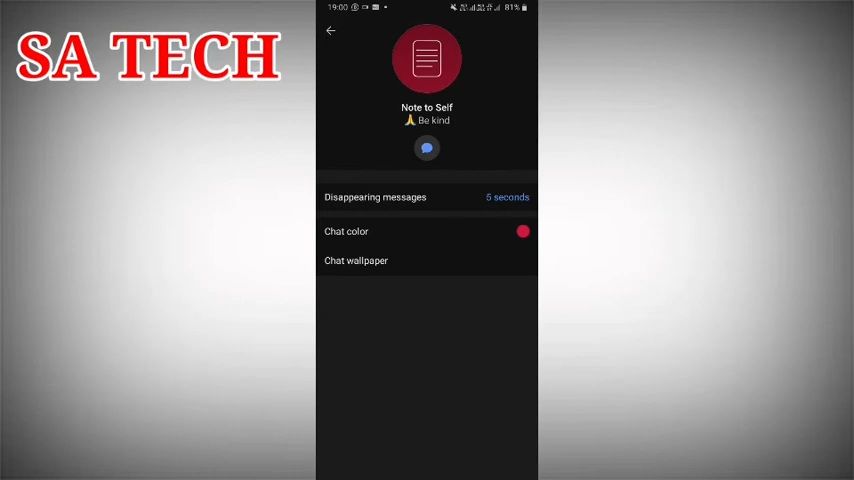 SA TECH
19:00
81%
Note to Self
🙏 Be kind
Disappearing messages 5 seconds
Chat color
Chat wallpaper